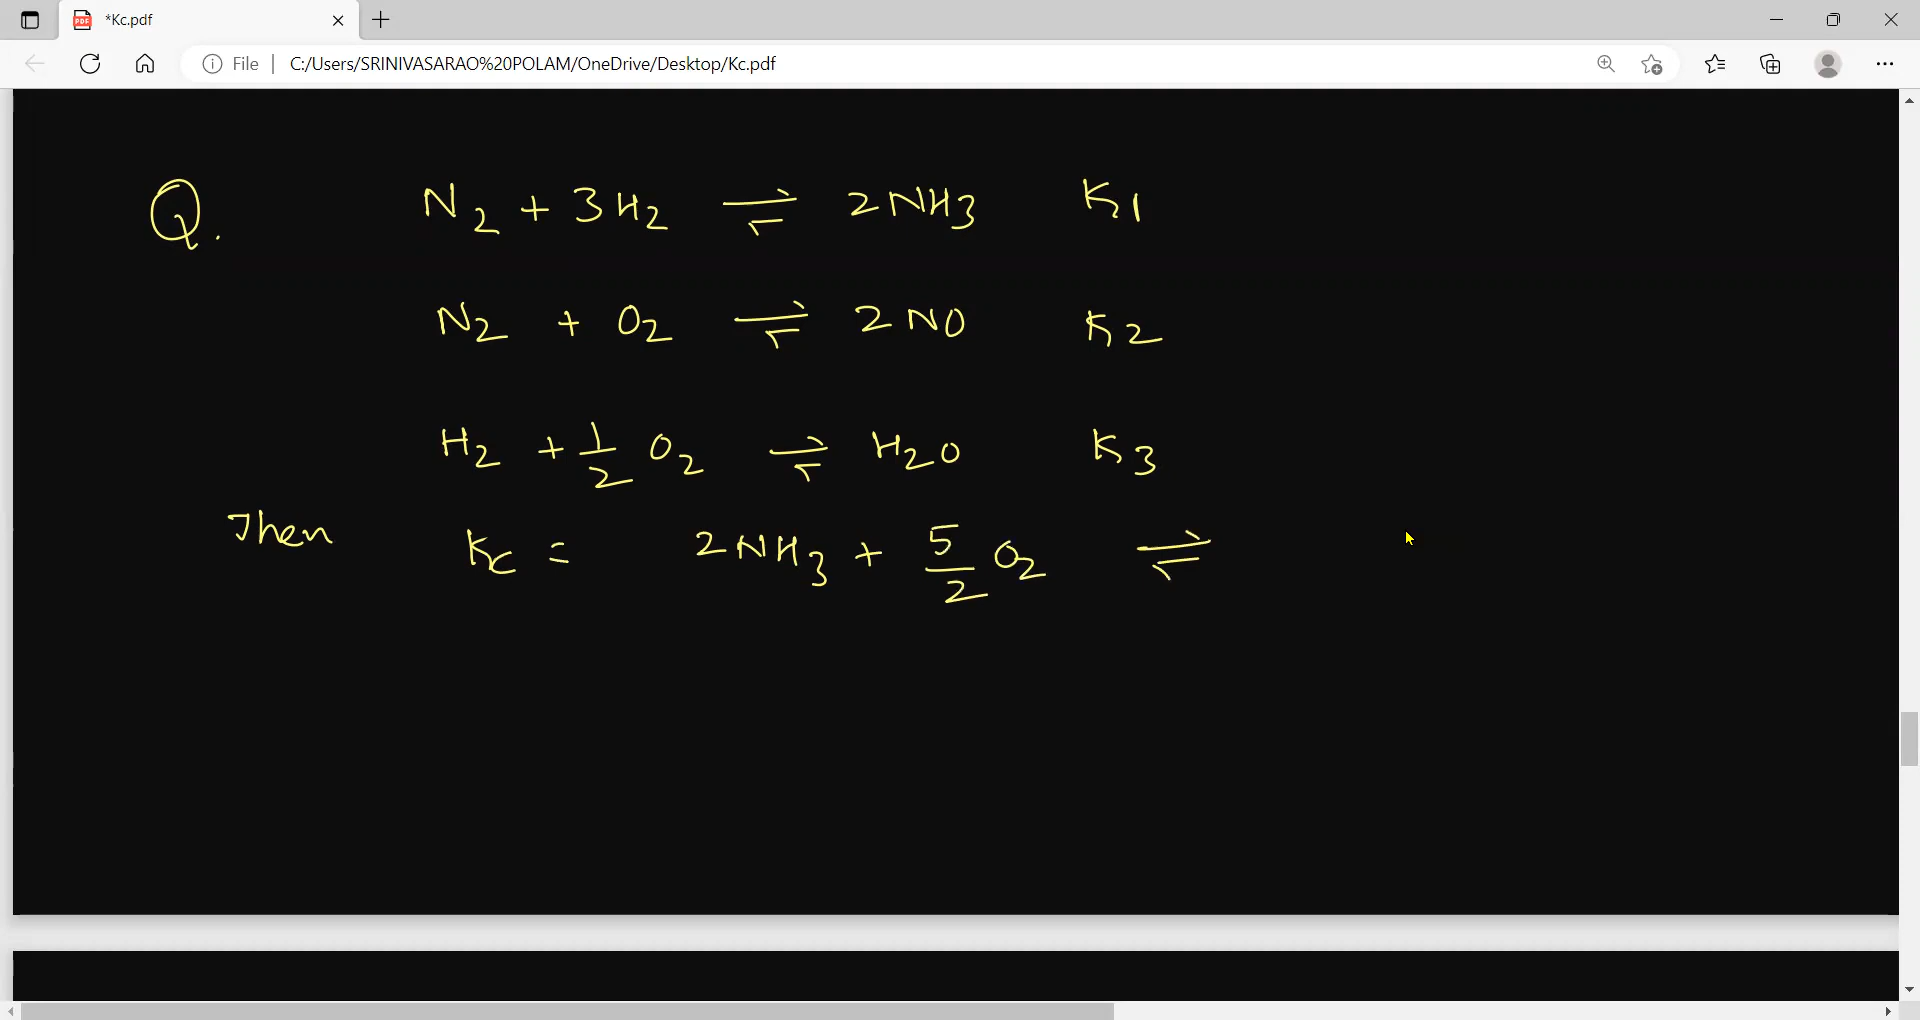 *Kc.pdf
File | C:/Users/SRINIVASARAO%20POLAM/OneDrive/Desktop/Kc.pdf
Q. N₂ + 3H₂ ⇌ 2NH₃ K₁
N₂ + O₂ ⇌ 2NO K₂
H₂ + 1/2 O₂ ⇌ H₂O K₃
Then Kc = 2NH₃ + 5/2 O₂ ⇌